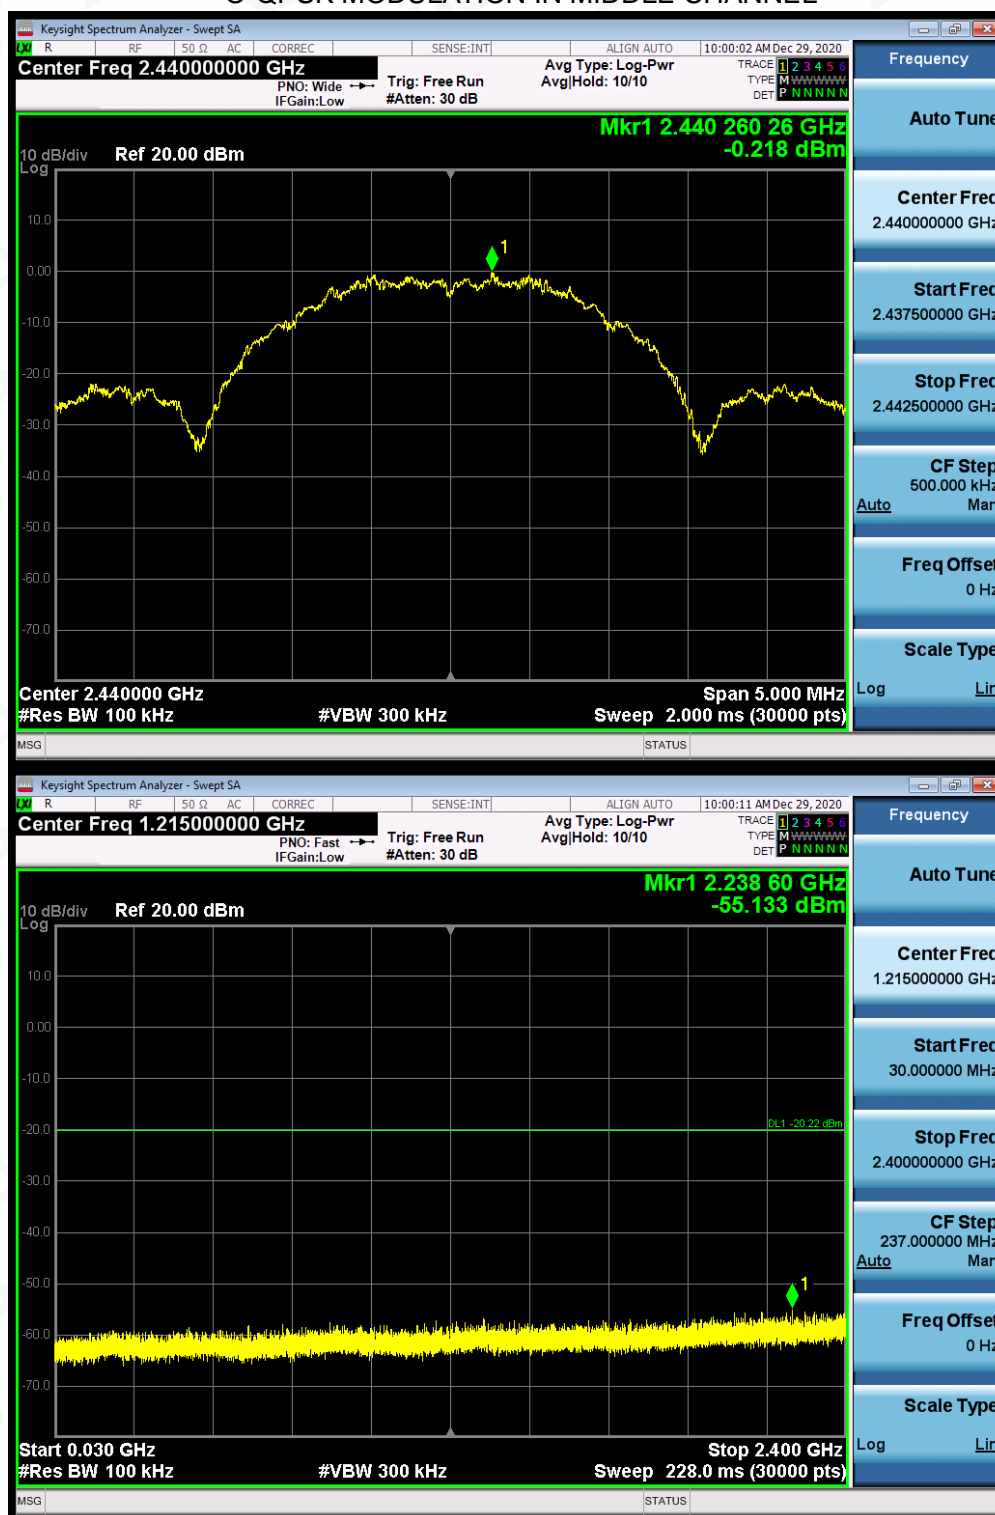 O-QPSK MODULATION IN MIDDLE CHANNEL
Keysight Spectrum Analyzer - Swept SA
LXI R RF 50 Ω AC CORREC SENSE:INT ALIGN AUTO 10:00:02 AM Dec 29, 2020
Center Freq 2.440000000 GHz
PNO: Wide
IFGain:Low
Trig: Free Run
#Atten: 30 dB
Avg Type: Log-Pwr
Avg|Hold: 10/10
TRACE 1 2 3 4 5 6
TYPE M WWWWW
DET P N N N N N
Mkr1 2.440 260 26 GHz
-0.218 dBm
10 dB/div Ref 20.00 dBm
Log
10.0
0.00
-10.0
-20.0
-30.0
-40.0
-50.0
-60.0
-70.0
1
Center 2.440000 GHz Span 5.000 MHz
#Res BW 100 kHz #VBW 300 kHz Sweep 2.000 ms (30000 pts)
MSG STATUS
Frequency
Auto Tune
Center Freq
2.440000000 GHz
Start Freq
2.437500000 GHz
Stop Freq
2.442500000 GHz
CF Step
500.000 kHz
Auto Man
Freq Offset
0 Hz
Scale Type
Log Lin
Keysight Spectrum Analyzer - Swept SA
LXI R RF 50 Ω AC CORREC SENSE:INT ALIGN AUTO 10:00:11 AM Dec 29, 2020
Center Freq 1.215000000 GHz
PNO: Fast
IFGain:Low
Trig: Free Run
#Atten: 30 dB
Avg Type: Log-Pwr
Avg|Hold: 10/10
TRACE 1 2 3 4 5 6
TYPE M WWWWW
DET P N N N N N
Mkr1 2.238 60 GHz
-55.133 dBm
10 dB/div Ref 20.00 dBm
Log
10.0
0.00
-10.0
-20.0
-30.0
-40.0
-50.0
-60.0
-70.0
DL1 -20.22 dBm
1
Start 0.030 GHz Stop 2.400 GHz
#Res BW 100 kHz #VBW 300 kHz Sweep 228.0 ms (30000 pts)
MSG STATUS
Frequency
Auto Tune
Center Freq
1.215000000 GHz
Start Freq
30.000000 MHz
Stop Freq
2.400000000 GHz
CF Step
237.000000 MHz
Auto Man
Freq Offset
0 Hz
Scale Type
Log Lin